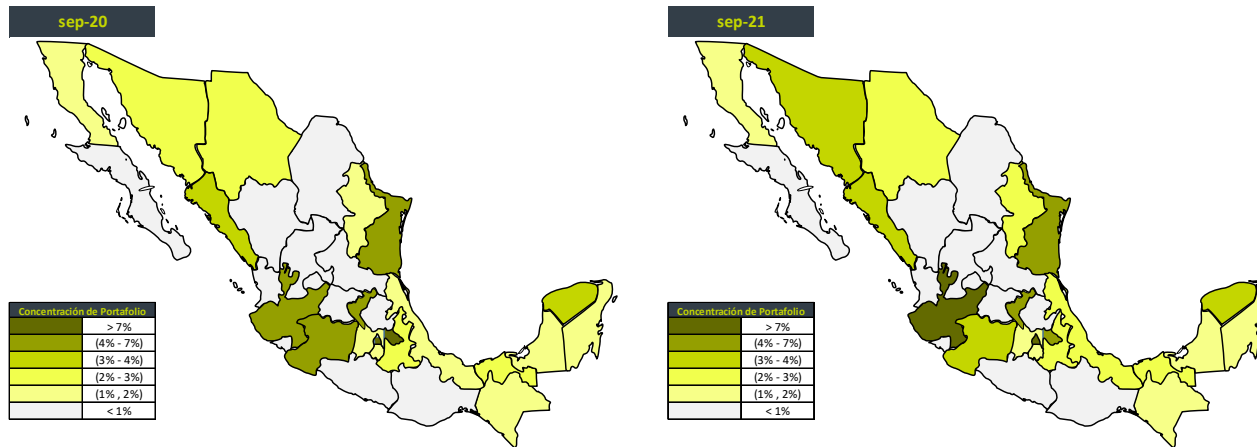 sep-20
Concentración de Portafolio
> 7%
(4% - 7%)
(3% - 4%)
(2% - 3%)
(1% , 2%)
< 1%
sep-21
Concentración de Portafolio
> 7%
(4% - 7%)
(3% - 4%)
(2% - 3%)
(1% , 2%)
< 1%